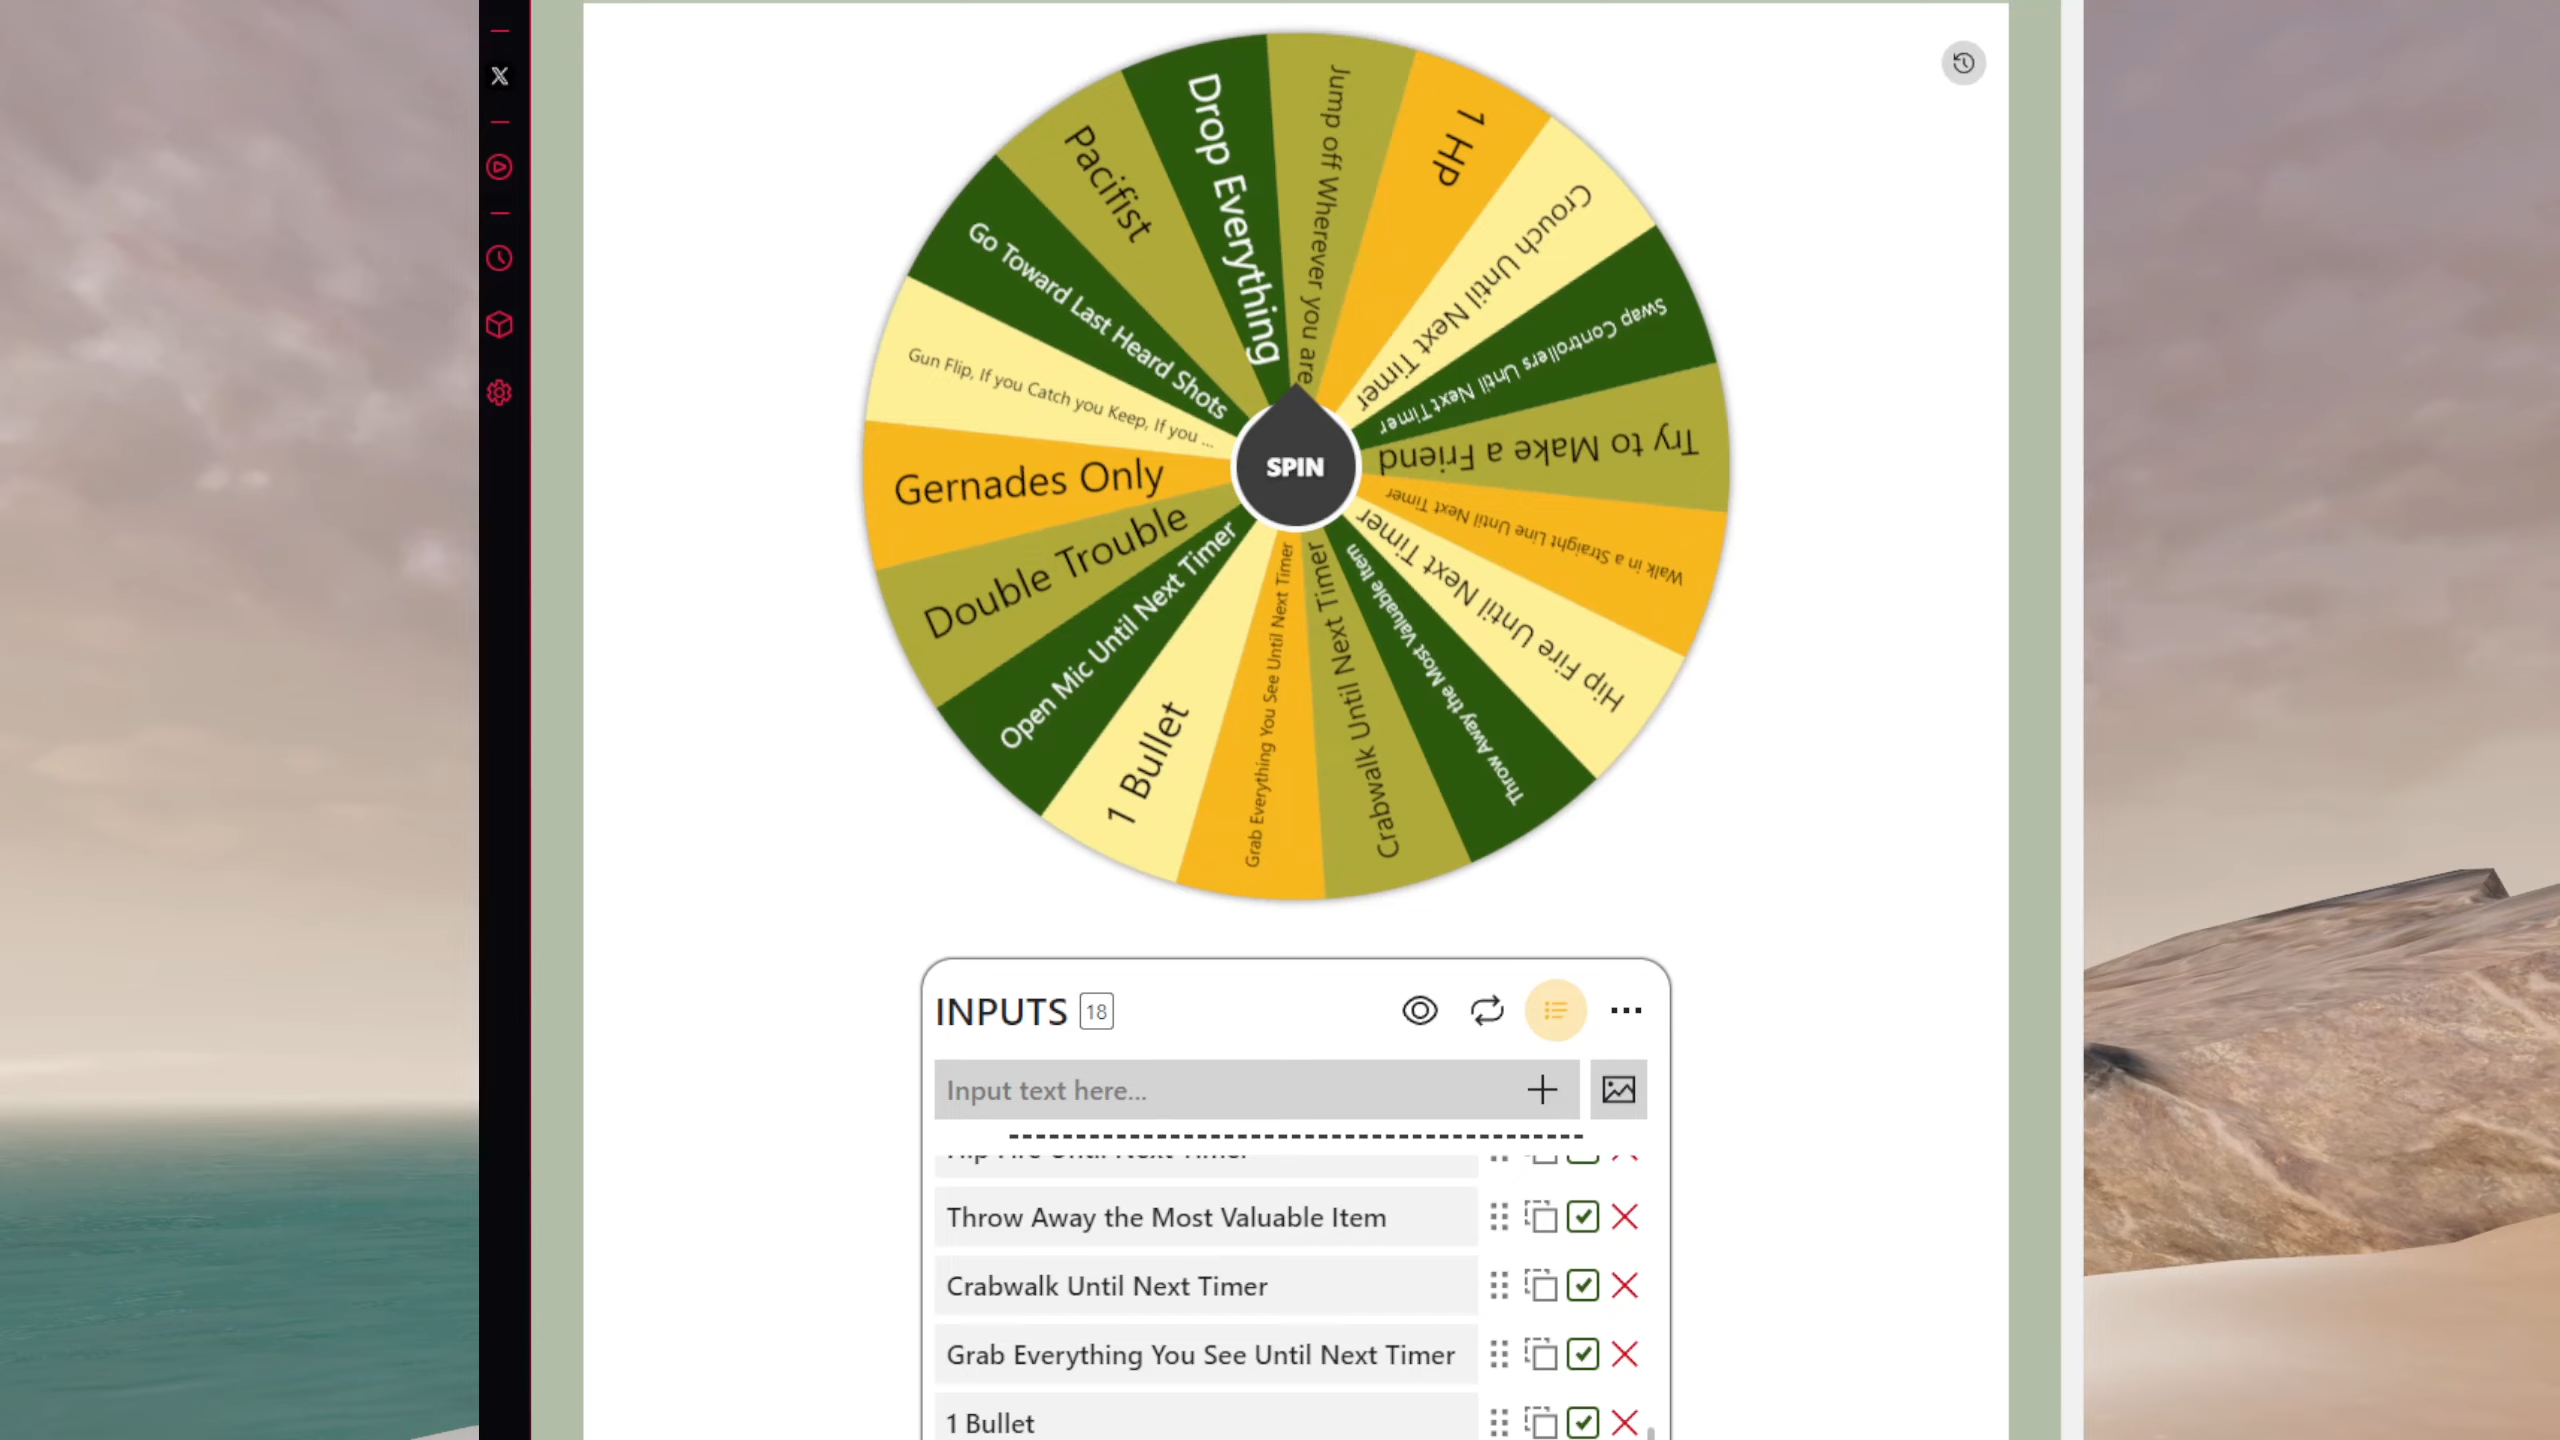 Drop Everything
Jump off Wherever you are
1 HP
Crouch Until Next Timer
Swap Controllers Until Next Timer
Try to Make a Friend
Walk in a Straight Line Until Next Timer
Hip Fire Until Next Timer
Throw Away the Most Valuable Item
Crabwalk Until Next Timer
Grab Everything You See Until Next Timer
1 Bullet
Open Mic Until Next Timer
Double Trouble
Gernades Only
Gun Flip, If you Catch you Keep, If you ...
Go Toward Last Heard Shots
Pacifist
SPIN
INPUTS 18
Input text here...
Hip Fire Until Next Timer
Throw Away the Most Valuable Item
Crabwalk Until Next Timer
Grab Everything You See Until Next Timer
1 Bullet